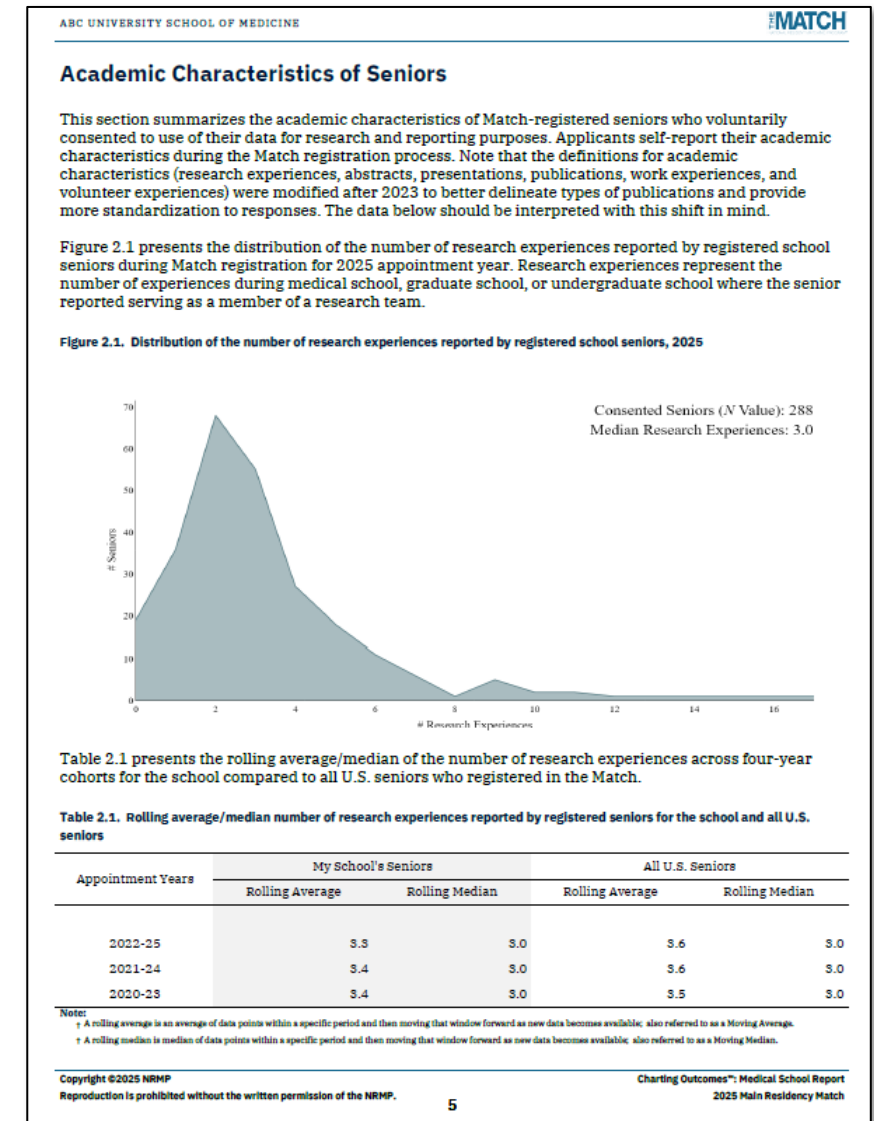 ABC UNIVERSITY SCHOOL OF MEDICINE
THE MATCH
Academic Characteristics of Seniors
This section summarizes the academic characteristics of Match-registered seniors who voluntarily
consented to use of their data for research and reporting purposes. Applicants self-report their academic
characteristics during the Match registration process. Note that the definitions for academic
characteristics (research experiences, abstracts, presentations, publications, work experiences, and
volunteer experiences) were modified after 2023 to better delineate types of publications and provide
more standardization to responses. The data below should be interpreted with this shift in mind.
Figure 2.1 presents the distribution of the number of research experiences reported by registered school
seniors during Match registration for 2025 appointment year. Research experiences represent the
number of experiences during medical school, graduate school, or undergraduate school where the senior
reported serving as a member of a research team.
Figure 2.1. Distribution of the number of research experiences reported by registered school seniors, 2025
Consented Seniors (N Value): 288
Median Research Experiences: 3.0
70
60
50
40
30
20
10
0
# Seniors
0 2 4 6 8 10 12 14 16
# Research Experiences
Table 2.1 presents the rolling average/median of the number of research experiences across four-year
cohorts for the school compared to all U.S. seniors who registered in the Match.
Table 2.1. Rolling average/median number of research experiences reported by registered seniors for the school and all U.S.
seniors
Appointment Years My School's Seniors All U.S. Seniors
Rolling Average Rolling Median Rolling Average Rolling Median
2022-25 3.3 3.0 3.6 3.0
2021-24 3.4 3.0 3.6 3.0
2020-23 3.4 3.0 3.5 3.0
Note:
† A rolling average is an average of data points within a specific period and then moving that window forward as new data becomes available; also referred to as a Moving Average.
† A rolling median is median of data points within a specific period and then moving that window forward as new data becomes available; also referred to as a Moving Median.
Copyright ©2025 NRMP Charting Outcomes™: Medical School Report
Reproduction is prohibited without the written permission of the NRMP. 5 2025 Main Residency Match